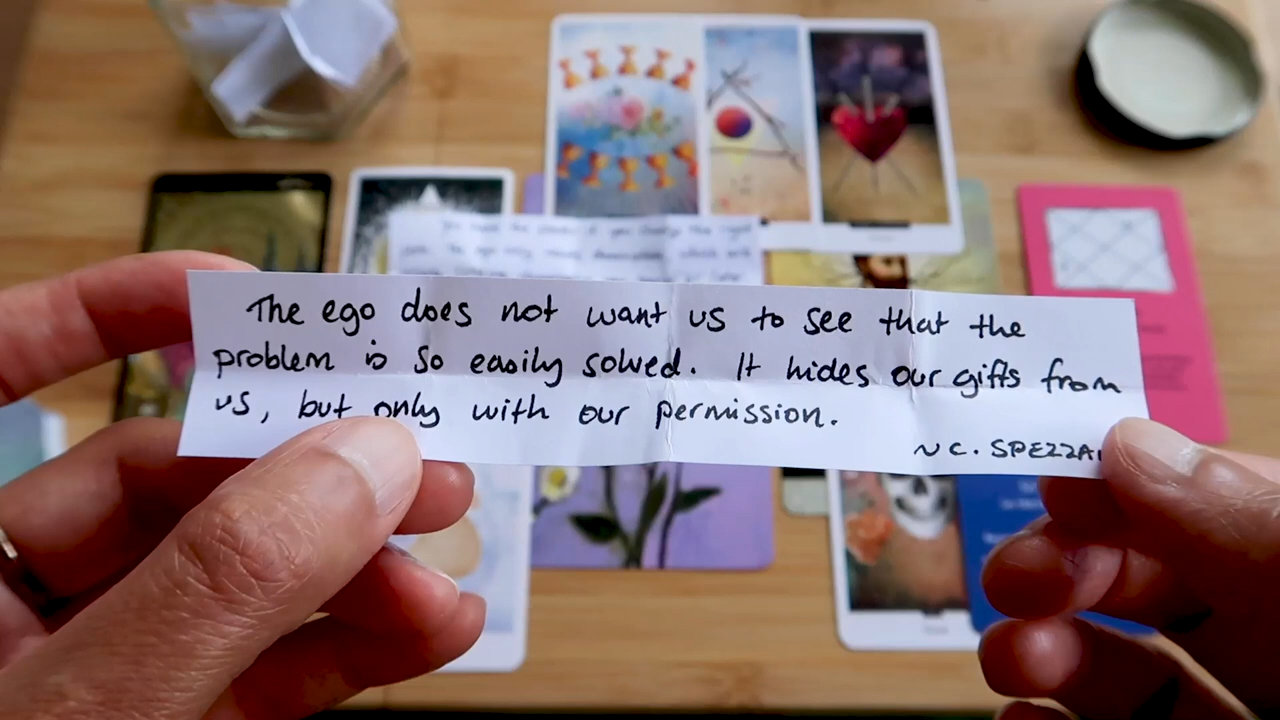 The ego does not want us to see that the
problem is so easily solved. It hides our gifts from
us, but only with our permission.
~ C. SPEZZA